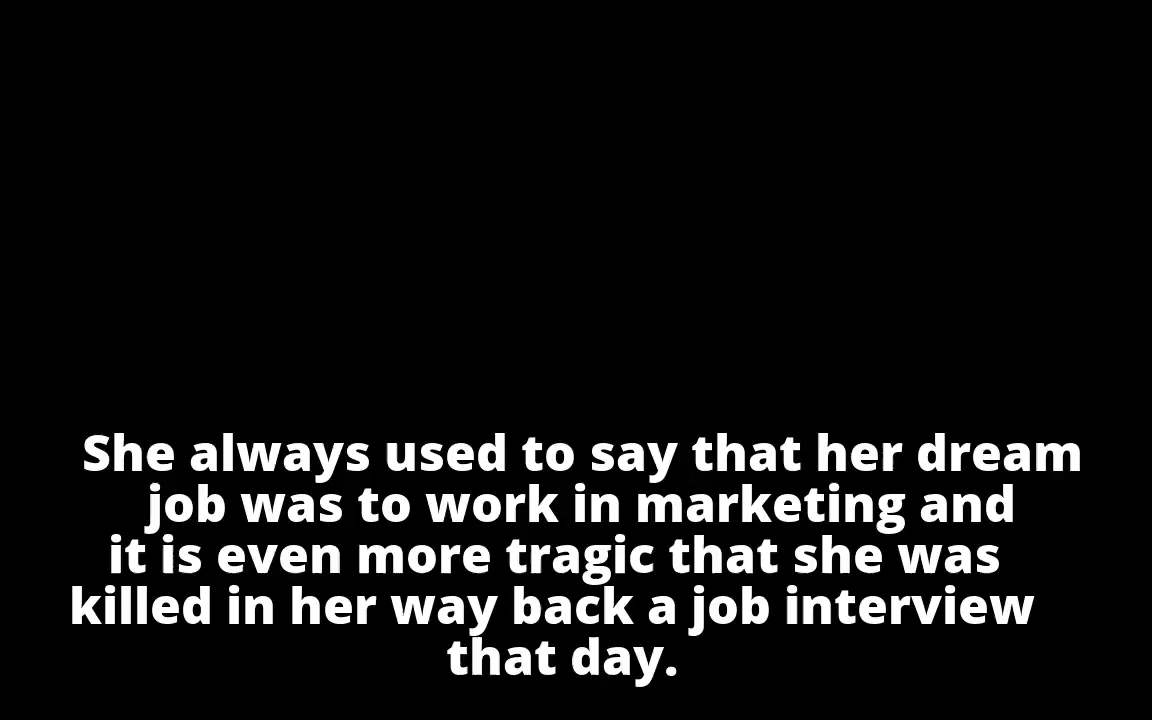 She always used to say that her dream
job was to work in marketing and
it is even more tragic that she was
killed in her way back a job interview
that day.